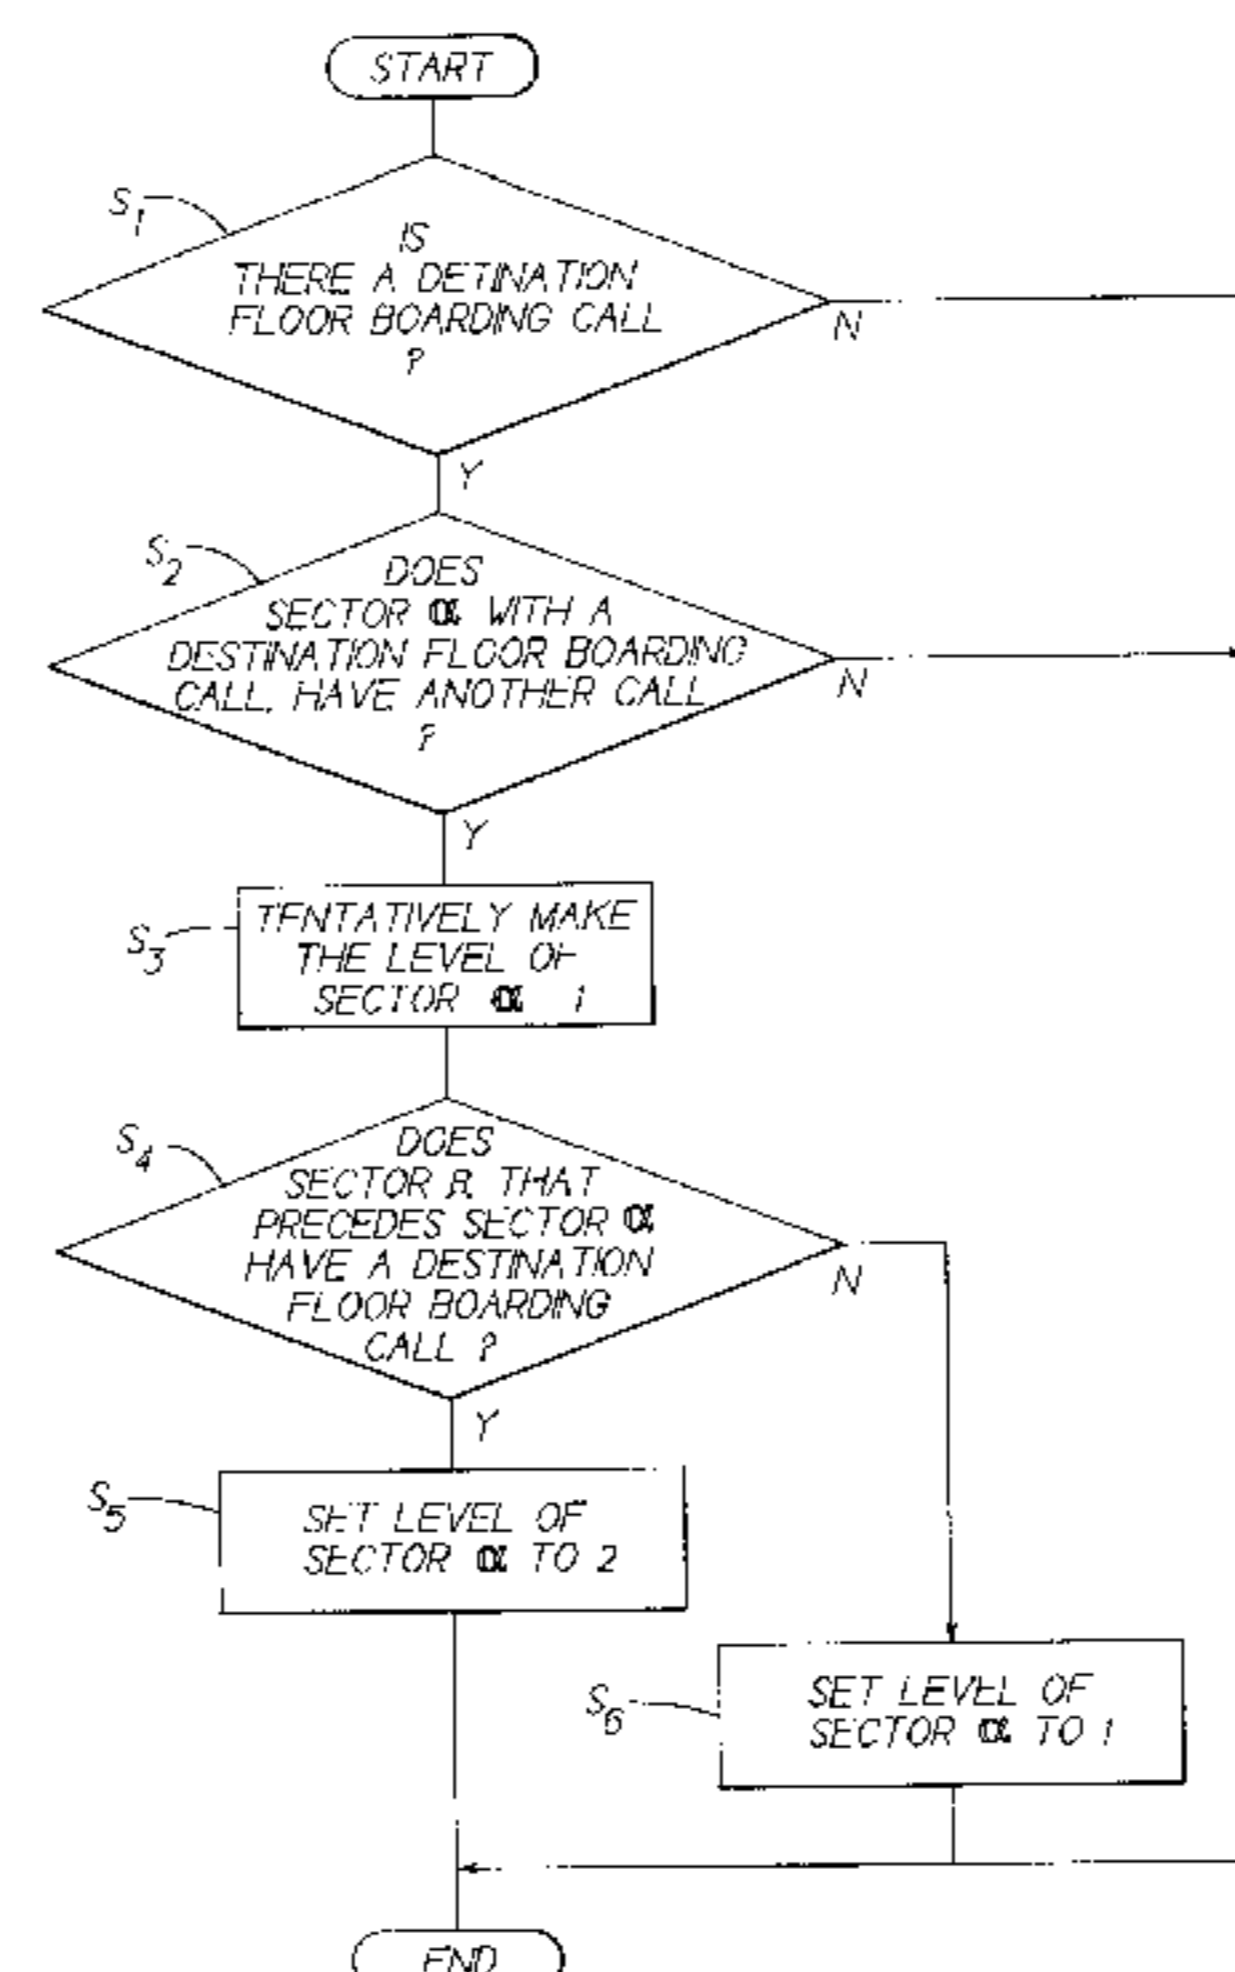 START
S1
IS
THERE A DETINATION
FLOOR BOARDING CALL
?
N
Y
S2
DOES
SECTOR α WITH A
DESTINATION FLOOR BOARDING
CALL, HAVE ANOTHER CALL
?
N
Y
S3
TENTATIVELY MAKE
THE LEVEL OF
SECTOR α 1
S4
DOES
SECTOR THAT
PRECEDES SECTOR α
HAVE A DESTINATION
FLOOR BOARDING
CALL ?
N
Y
S5
SET LEVEL OF
SECTOR α TO 2
S6
SET LEVEL OF
SECTOR α TO 1
END